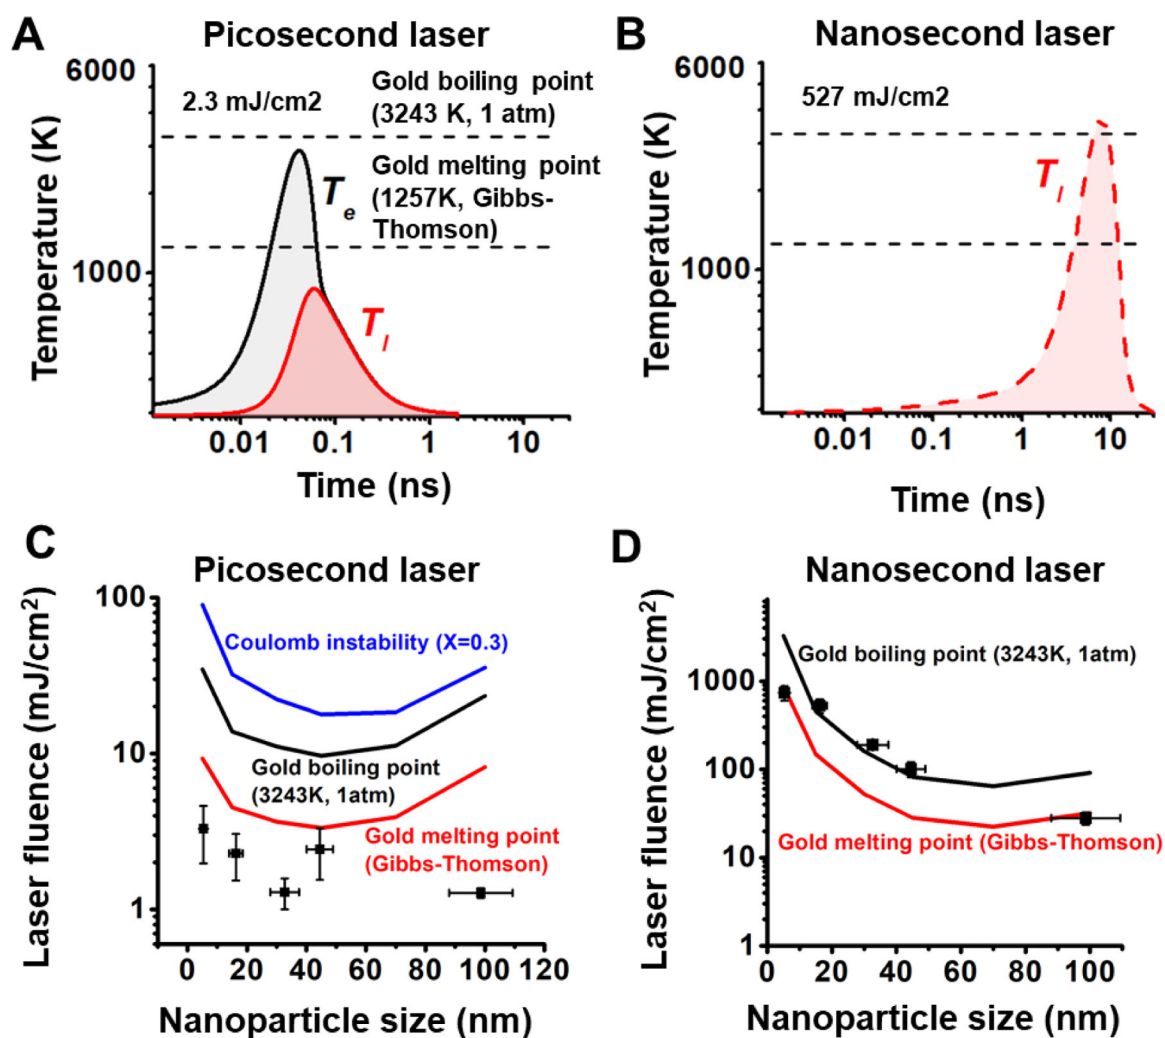 A
Picosecond laser
6000
2.3 mJ/cm2
Gold boiling point
(3243 K, 1 atm)
Gold melting point
(1257K, Gibbs-
Thomson)
Te
Tl
1000
Temperature (K)
0.01
0.1
1
10
Time (ns)
B
Nanosecond laser
6000
527 mJ/cm2
Tl
1000
Temperature (K)
0.01
0.1
1
10
Time (ns)
C
Picosecond laser
100
Coulomb instability (X=0.3)
10
Gold boiling point
(3243K, 1atm)
Gold melting point
(Gibbs-Thomson)
1
Laser fluence (mJ/cm²)
0
20
40
60
80
100
120
Nanoparticle size (nm)
D
Nanosecond laser
Gold boiling point (3243K, 1atm)
1000
100
Gold melting point (Gibbs-Thomson)
10
1
Laser fluence (mJ/cm²)
0
20
40
60
80
100
Nanoparticle size (nm)